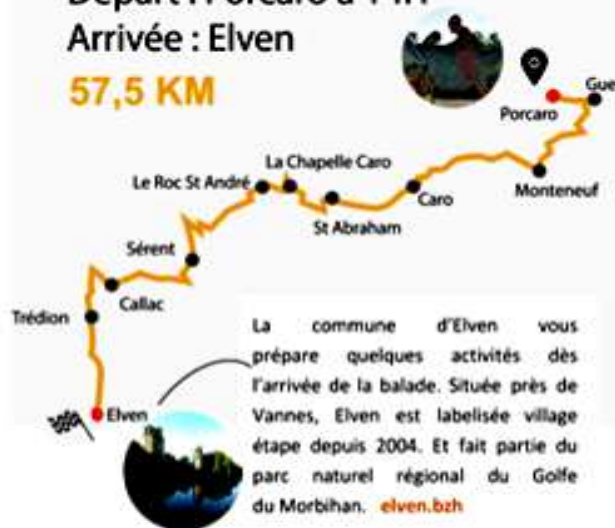 Arrivée : Elven
57,5 KM
Gue
Porcaro
La Chapelle Caro
Le Roc St André
Caro
Monteneuf
St Abraham
Sérent
Callac
Trédion
Elven
La commune d'Elven vous
prépare quelques activités dès
l'arrivée de la balade. Située près de
Vannes, Elven est labelisée village
étape depuis 2004. Et fait partie du
parc naturel régional du Golfe
du Morbihan. elven.bzh